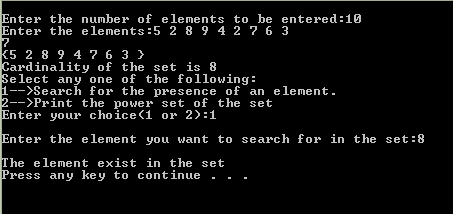 Enter the number of elements to be entered:10
Enter the elements:5 2 8 9 4 2 7 6 3
7
{5 2 8 9 4 7 6 3 }
Cardinality of the set is 8
Select any one of the following:
1-->Search for the presence of an element.
2-->Print the power set of the set
Enter your choice(1 or 2):1
Enter the element you want to search for in the set:8
The element exist in the set
Press any key to continue . . .